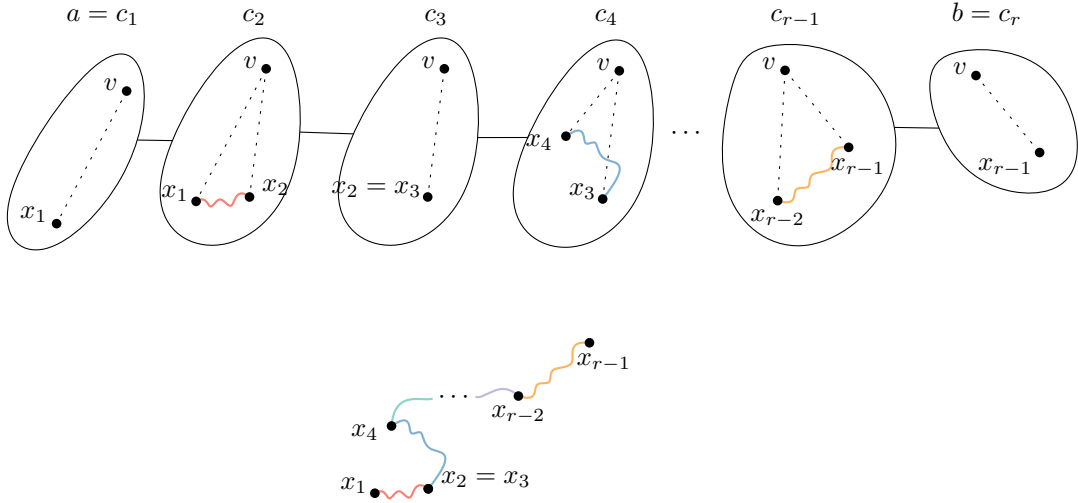 a = c₁ c₂ c₃ c₄ cᵣ₋₁ b = cᵣ
v v v v v v
x₄ ⋯ xᵣ₋₁ xᵣ₋₁
x₁ x₁ x₂ x₂ = x₃ x₃ xᵣ₋₂
xᵣ₋₁
⋯ xᵣ₋₂
x₄
x₁ x₂ = x₃